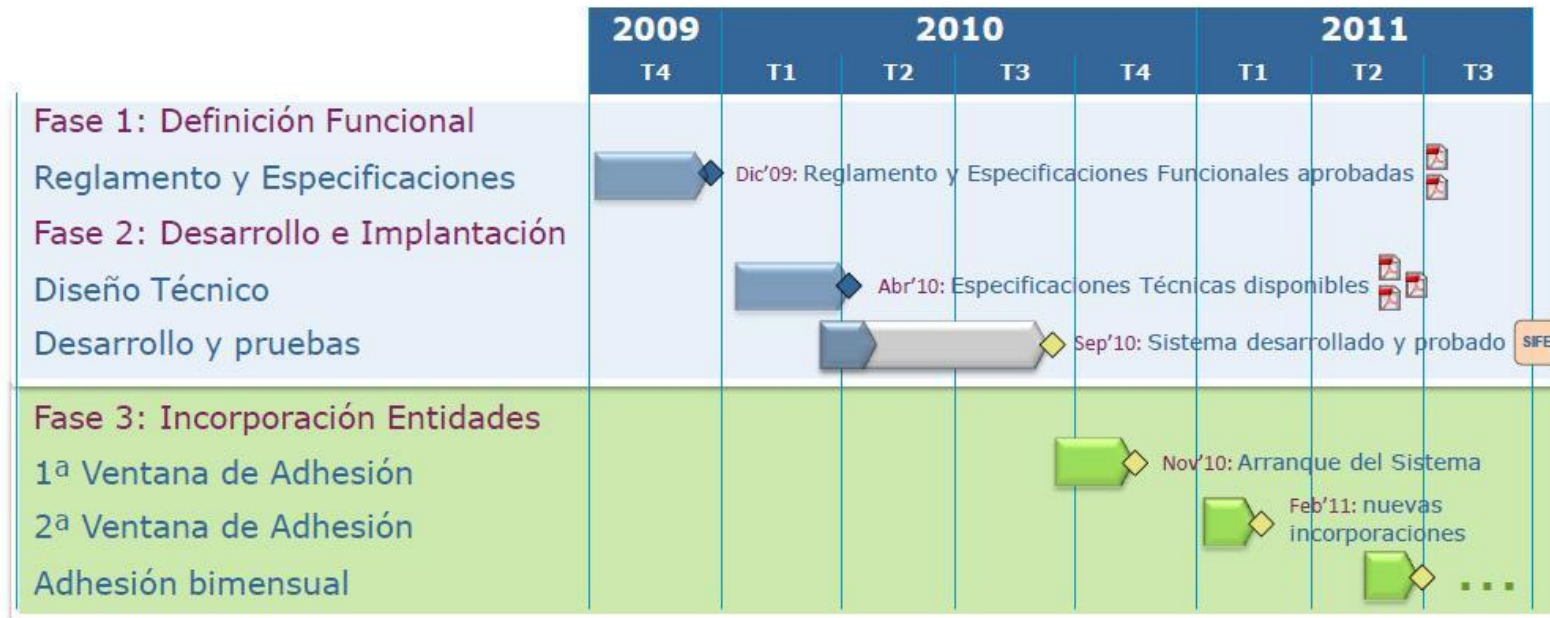 2009 2010 2011
T4 T1 T2 T3 T4 T1 T2 T3
Fase 1: Definición Funcional
Reglamento y Especificaciones
Dic'09: Reglamento y Especificaciones Funcionales aprobadas
Fase 2: Desarrollo e Implantación
Diseño Técnico
Abr'10: Especificaciones Técnicas disponibles
Desarrollo y pruebas
Sep'10: Sistema desarrollado y probado
SIFE
Fase 3: Incorporación Entidades
1ª Ventana de Adhesión
Nov'10: Arranque del Sistema
2ª Ventana de Adhesión
Feb'11: nuevas
incorporaciones
Adhesión bimensual
...